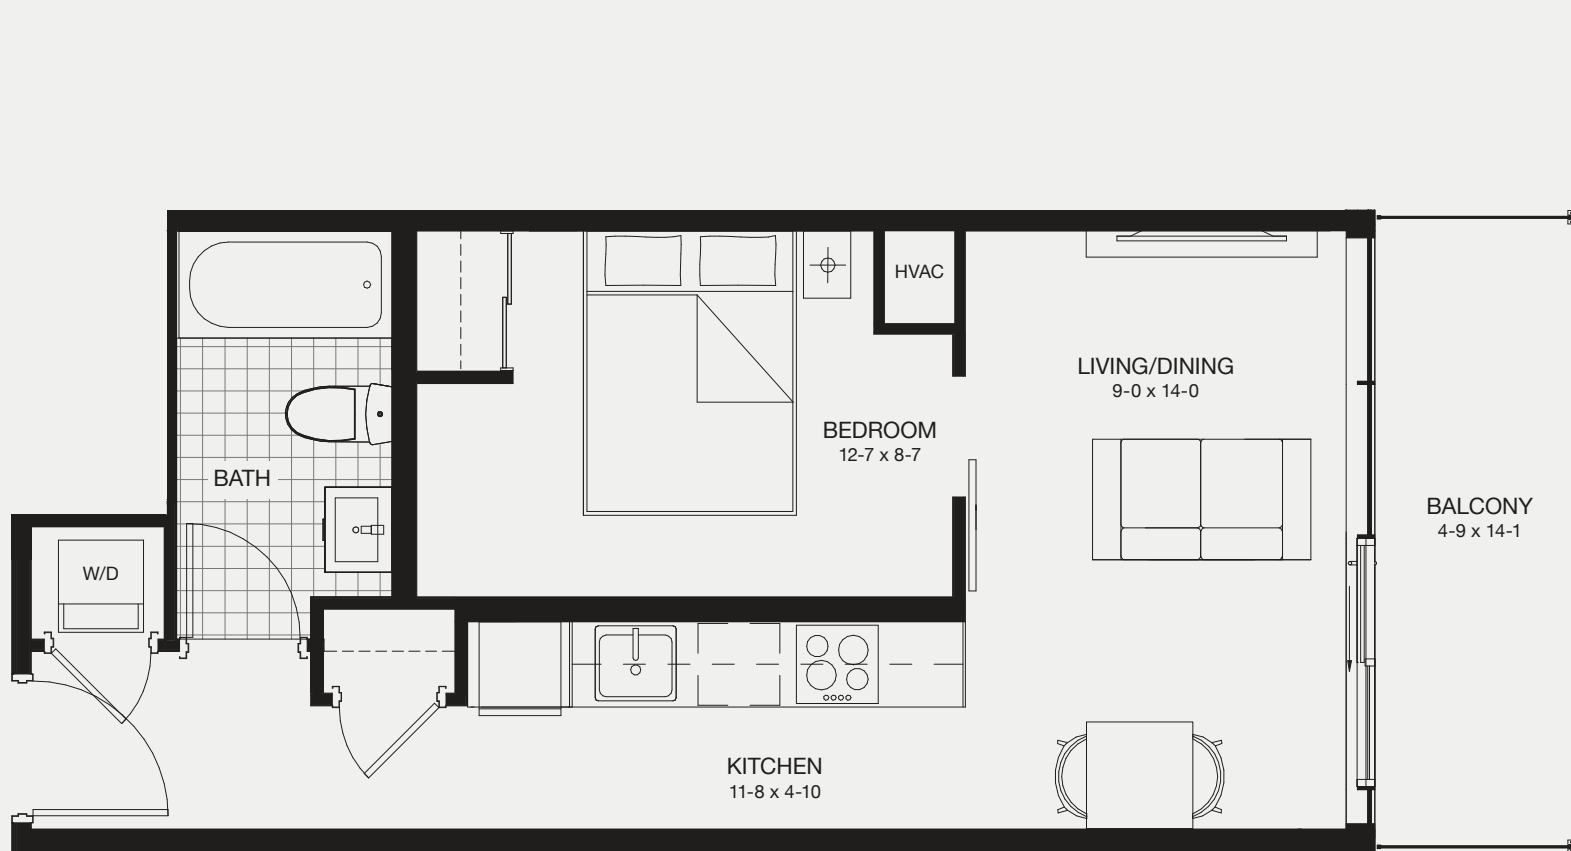 HVAC
LIVING/DINING
9-0 x 14-0
BEDROOM
12-7 x 8-7
BATH
BALCONY
4-9 x 14-1
W/D
KITCHEN
11-8 x 4-10